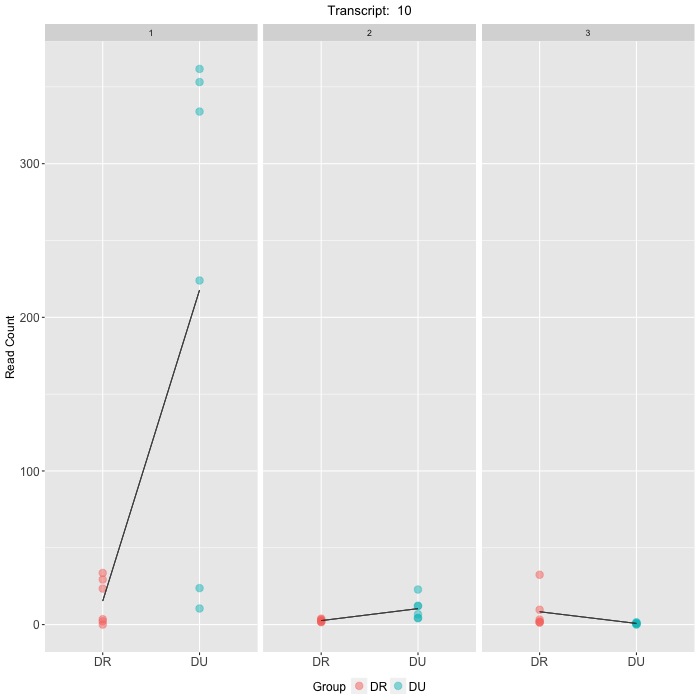 Transcript: 10
1 2 3
Read Count
300
200
100
0
DR DU DR DU DR DU
Group DR DU